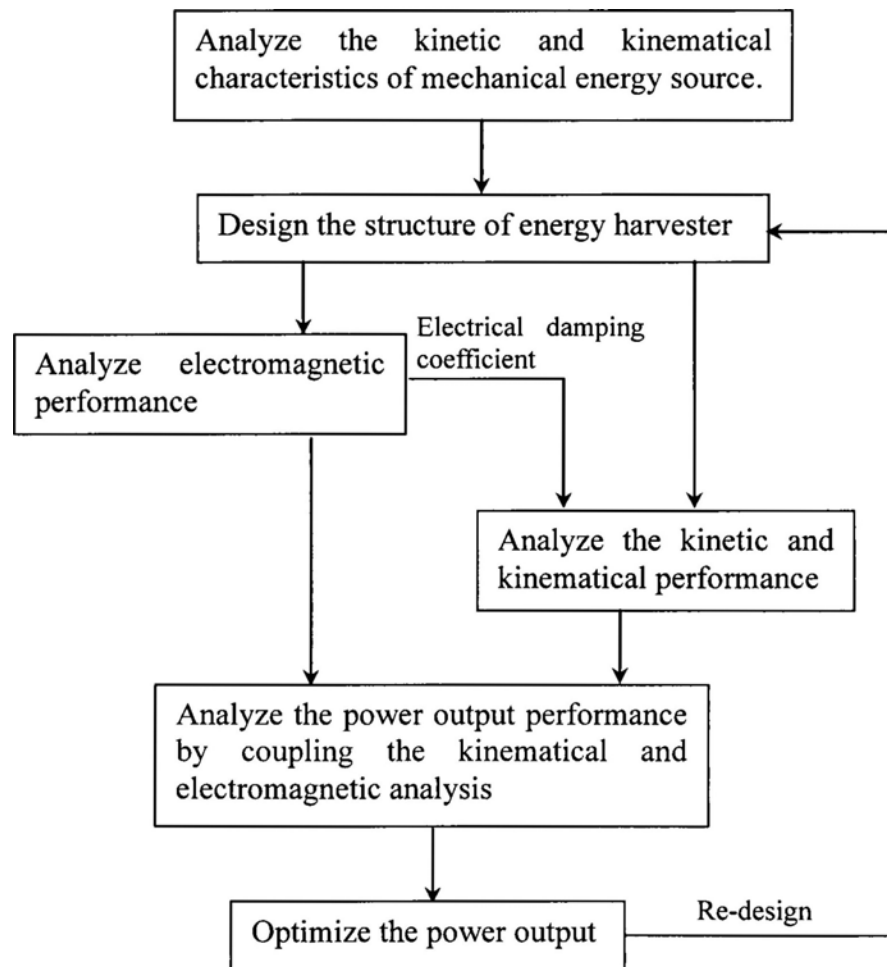 Analyze the kinetic and kinematical
characteristics of mechanical energy source.
Design the structure of energy harvester
Electrical damping
coefficient
Analyze electromagnetic
performance
Analyze the kinetic and
kinematical performance
Analyze the power output performance
by coupling the kinematical and
electromagnetic analysis
Re-design
Optimize the power output